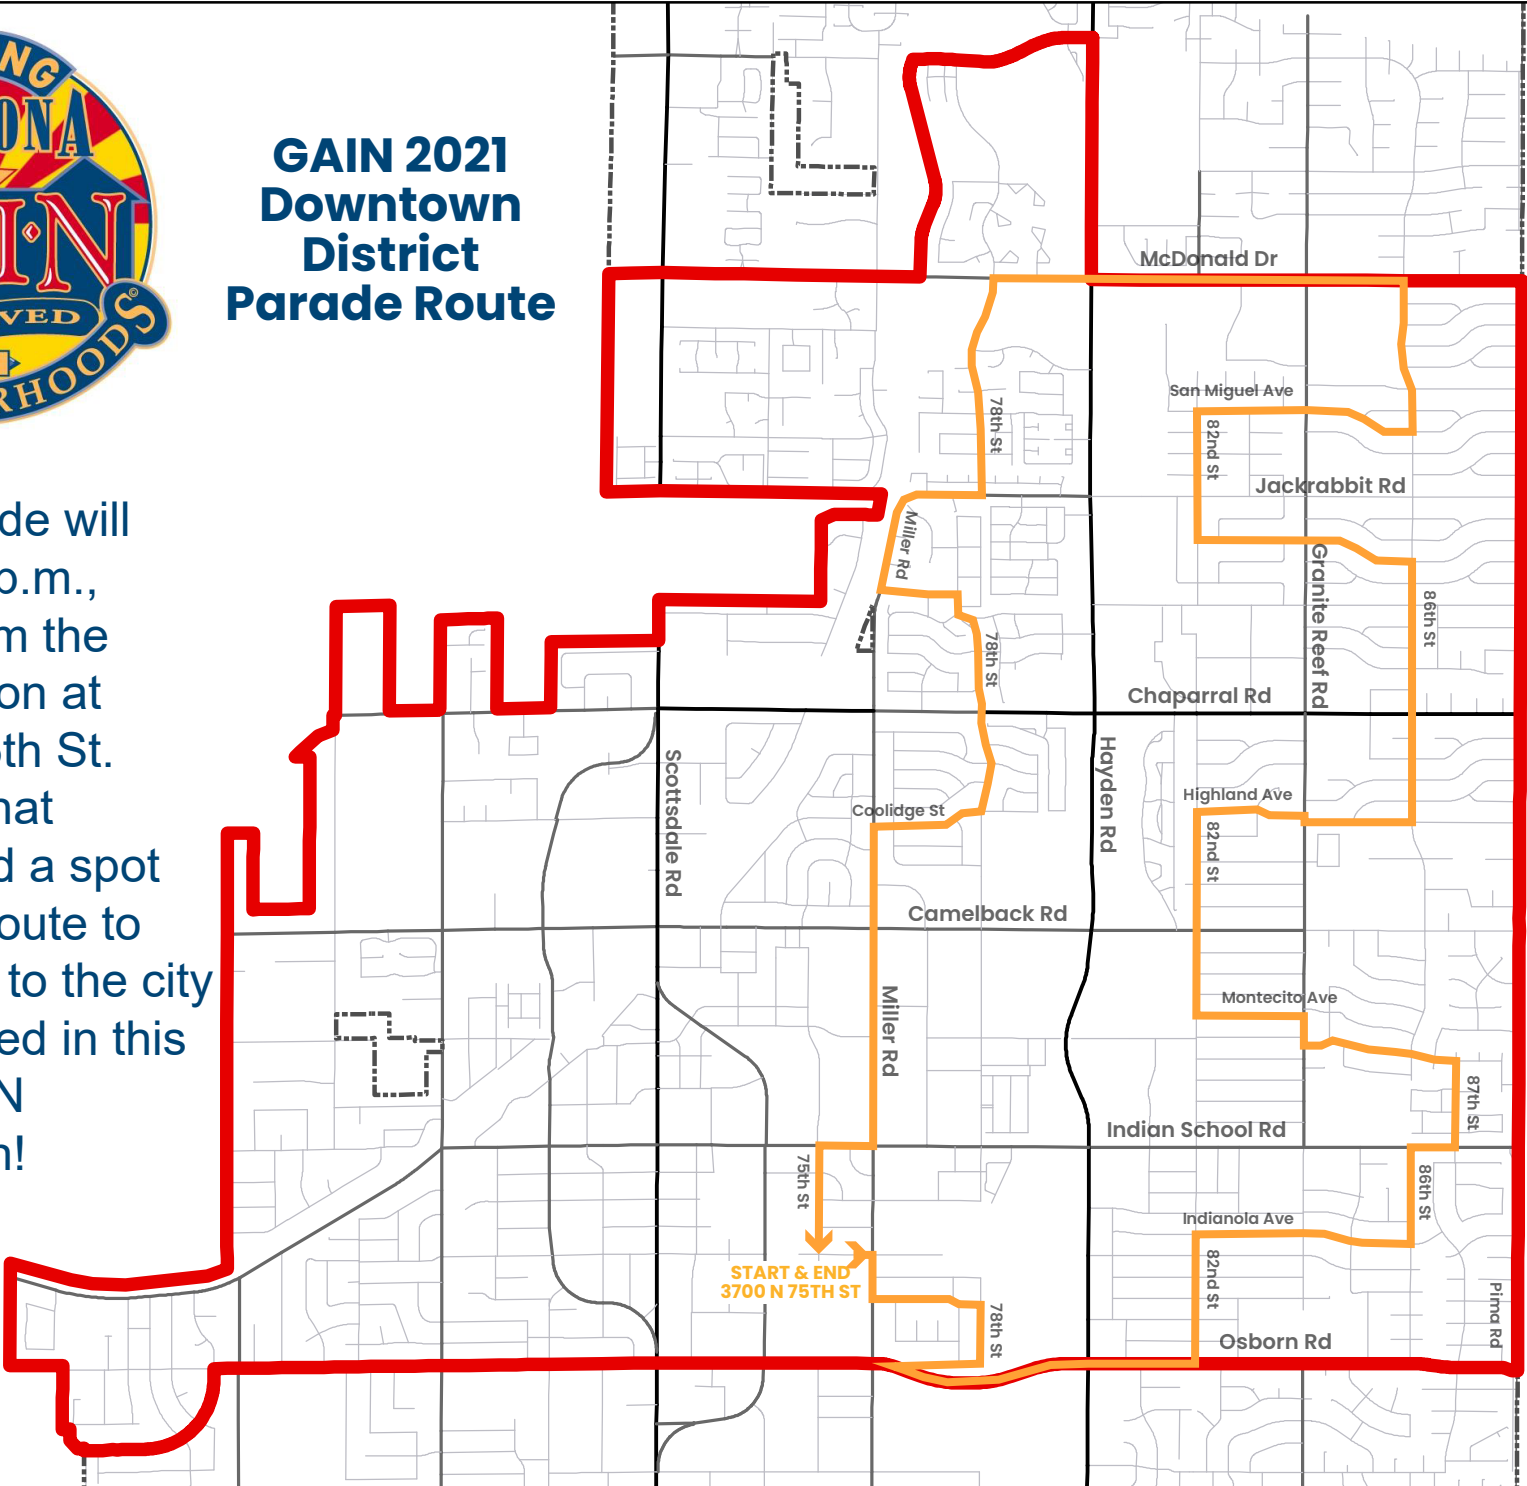 NG
ONA
I·N
VED
RHOODS
©
GAIN 2021
Downtown
District
Parade Route
de will
p.m.,
m the
on at
th St.
hat
d a spot
oute to
to the city
ed in this
N
n!
McDonald Dr
San Miguel Ave
78th St
82nd St
Jackrabbit Rd
Miller Rd
Granite Reef Rd
86th St
78th St
Chaparral Rd
Scottsdale Rd
Hayden Rd
Highland Ave
Coolidge St
82nd St
Camelback Rd
Miller Rd
Montecito Ave
87th St
Indian School Rd
75th St
86th St
Indianola Ave
82nd St
START & END
3700 N 75TH ST
78th St
Pima Rd
Osborn Rd